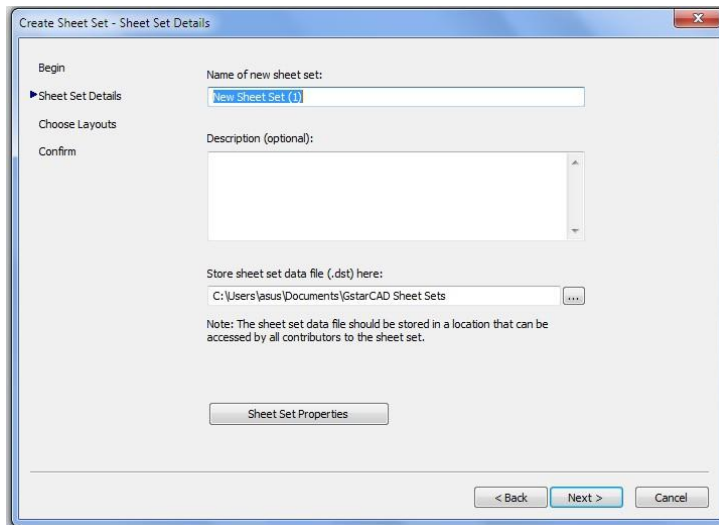 Create Sheet Set - Sheet Set Details
Begin
Sheet Set Details
Choose Layouts
Confirm
Name of new sheet set:
New Sheet Set (1)
Description (optional):
Store sheet set data file (.dst) here:
C:\Users\asus\Documents\GstarCAD Sheet Sets
...
Note: The sheet set data file should be stored in a location that can be
accessed by all contributors to the sheet set.
Sheet Set Properties
< Back
Next >
Cancel